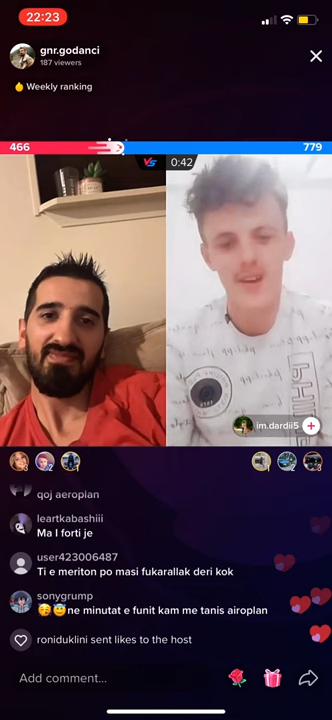 22:23
gnr.godanci
187 viewers
Weekly ranking
466
VS
0:42
779
im.dardii5
qoj aeroplan
leartkabashiii
Ma I forti je
user423006487
Ti e meriton po masi fukarallak deri kok
sonygrump
ne minutat e funit kam me tanis airoplan
roniduklini sent likes to the host
Add comment...